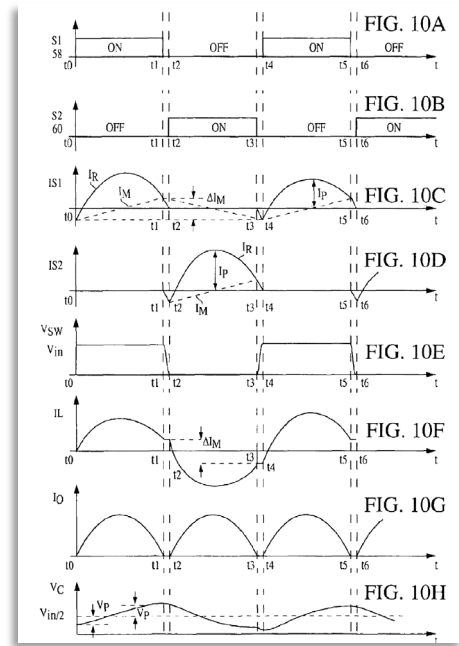 FIG. 10A
S1
58
ON OFF ON OFF
t0 t1 t2 t4 t5 t6 t
FIG. 10B
S2
60
OFF ON OFF ON
t0 t1 t2 t3 t4 t5 t6 t
IS1
IR
IM
ΔIM
IP
FIG. 10C
t0 t1 t2 t3 t4 t5 t6 t
IS2
IR
IP
IM
FIG. 10D
t0 t1 t2 t3 t4 t5 t6 t
VSW
Vin
FIG. 10E
t0 t1 t2 t3 t4 t5 t6 t
IL
ΔIM
FIG. 10F
t0 t1 t2 t3 t4 t5 t6 t
IO
FIG. 10G
t0 t1 t2 t3 t4 t5 t6 t
VC
Vin/2
VP
VP
FIG. 10H
t